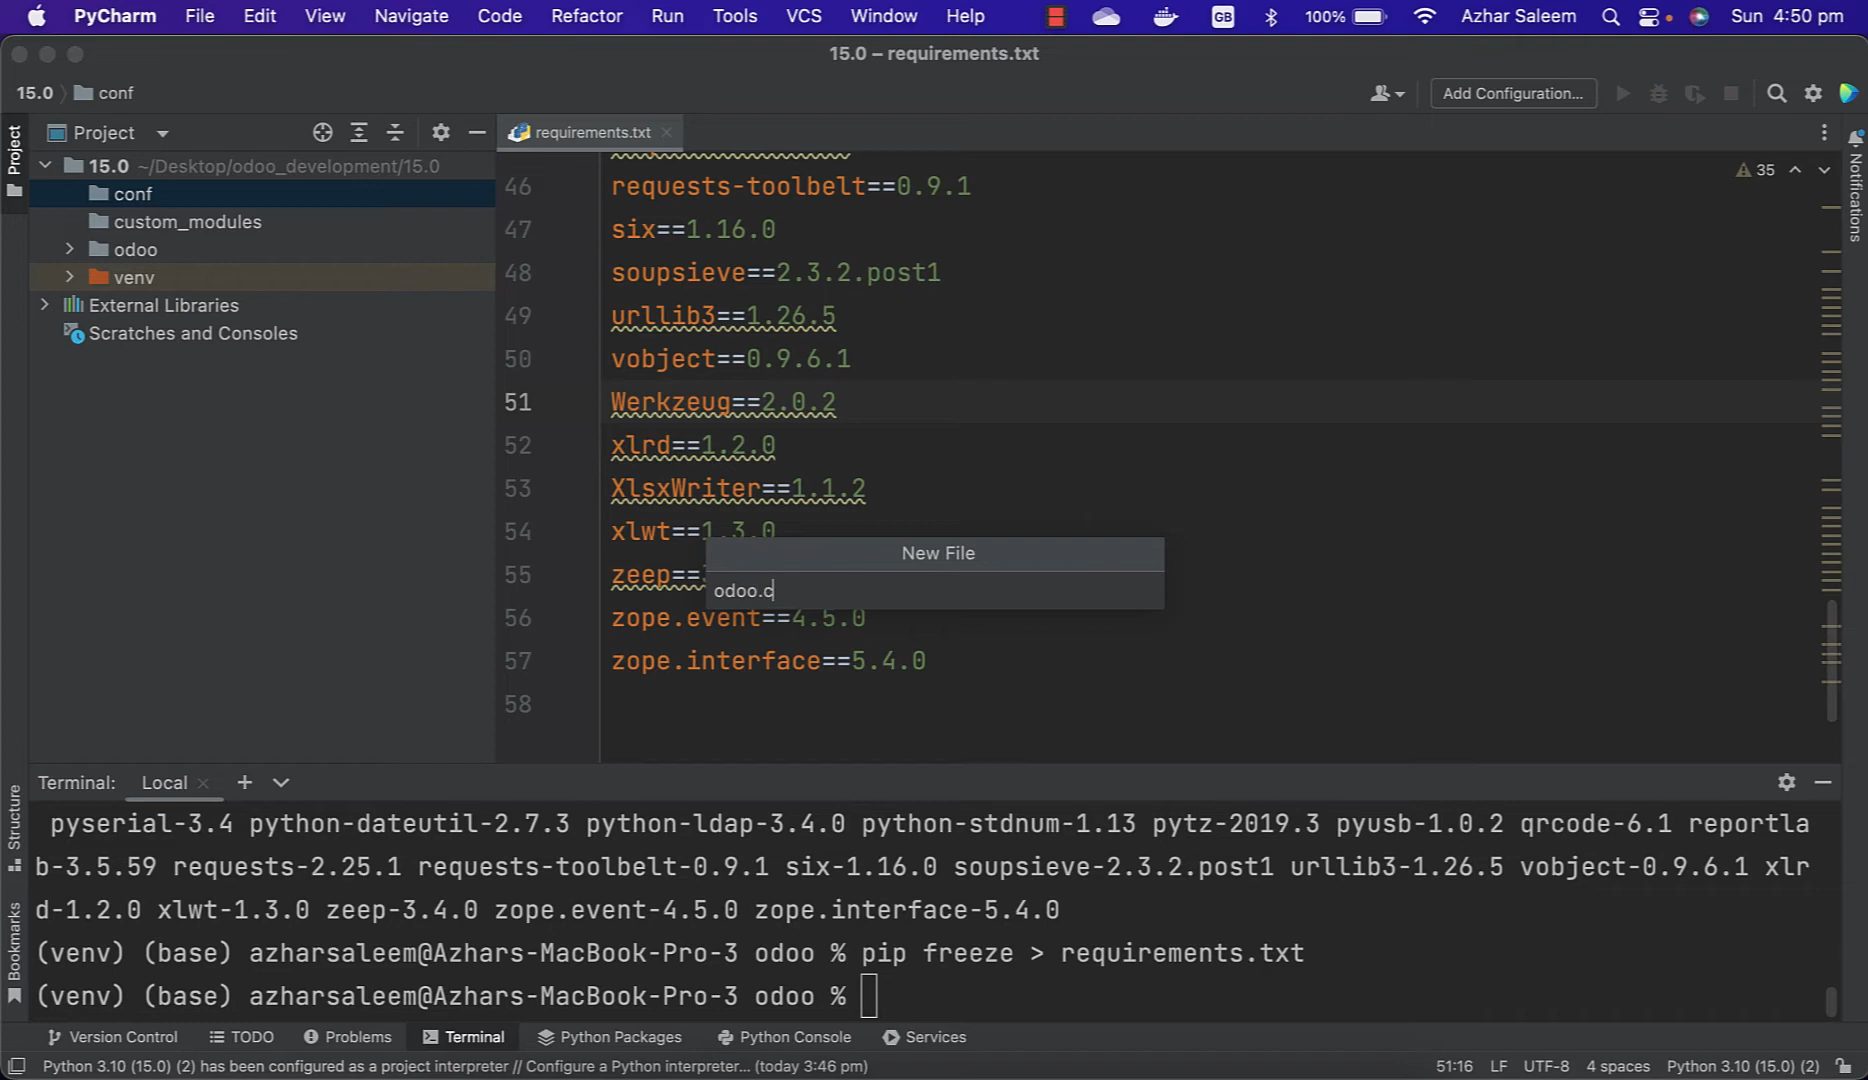 PyCharm File Edit View Navigate Code Refactor Run Tools VCS Window Help GB 100% Azhar Saleem Sun 4:50 pm
15.0 – requirements.txt
15.0 conf Add Configuration...
Project Project requirements.txt
15.0 ~/Desktop/odoo_development/15.0
conf
custom_modules
odoo
venv
External Libraries
Scratches and Consoles
35
Notifications
46 requests-toolbelt==0.9.1
47 six==1.16.0
48 soupsieve==2.3.2.post1
49 urllib3==1.26.5
50 vobject==0.9.6.1
51 Werkzeug==2.0.2
52 xlrd==1.2.0
53 XlsxWriter==1.1.2
54 xlwt==1.3.0
New File
55 zeep==
odoo.c
56 zope.event==4.5.0
57 zope.interface==5.4.0
58
Terminal: Local
Structure
Bookmarks
pyserial-3.4 python-dateutil-2.7.3 python-ldap-3.4.0 python-stdnum-1.13 pytz-2019.3 pyusb-1.0.2 qrcode-6.1 reportla
b-3.5.59 requests-2.25.1 requests-toolbelt-0.9.1 six-1.16.0 soupsieve-2.3.2.post1 urllib3-1.26.5 vobject-0.9.6.1 xlr
d-1.2.0 xlwt-1.3.0 zeep-3.4.0 zope.event-4.5.0 zope.interface-5.4.0
(venv) (base) azharsaleem@Azhars-MacBook-Pro-3 odoo % pip freeze > requirements.txt
(venv) (base) azharsaleem@Azhars-MacBook-Pro-3 odoo %
Version Control TODO Problems Terminal Python Packages Python Console Services
Python 3.10 (15.0) (2) has been configured as a project interpreter // Configure a Python interpreter... (today 3:46 pm) 51:16 LF UTF-8 4 spaces Python 3.10 (15.0) (2)